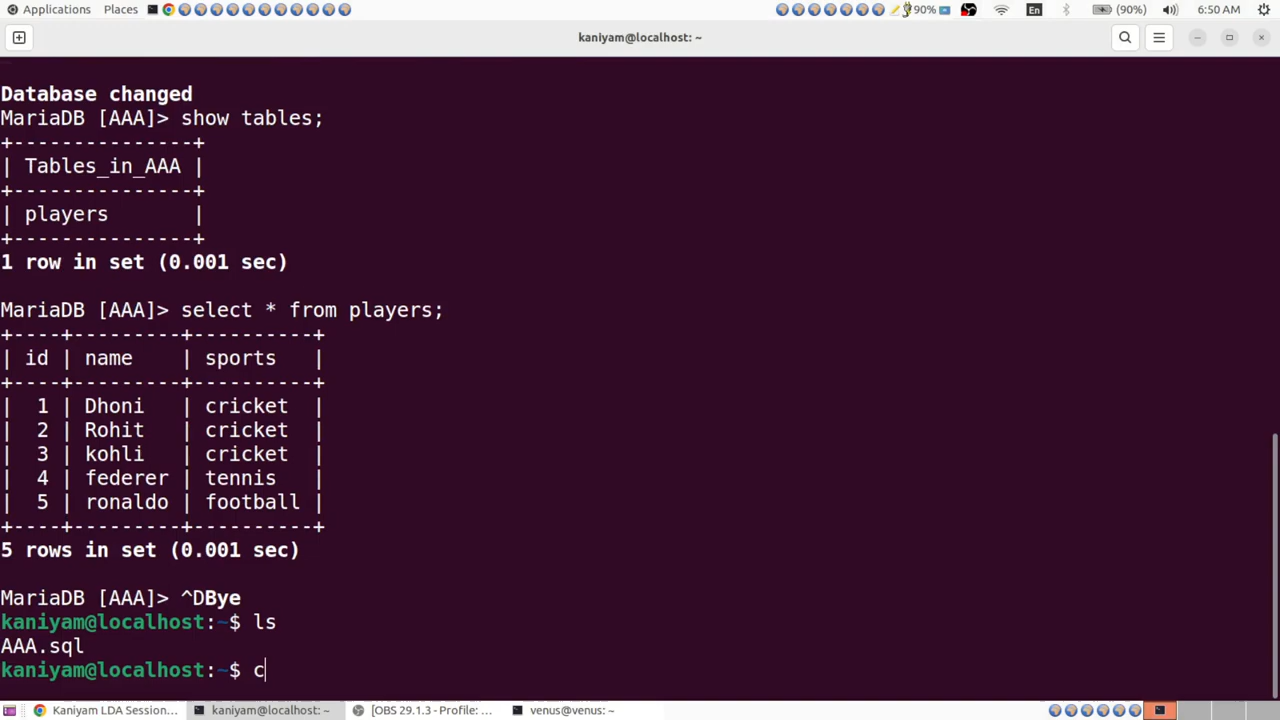 Applications Places 90% En (90%) 6:50 AM
kaniyam@localhost: ~
Database changed
MariaDB [AAA]> show tables;
+---------------+
| Tables_in_AAA |
+---------------+
| players       |
+---------------+
1 row in set (0.001 sec)
MariaDB [AAA]> select * from players;
+----+---------+----------+
| id | name    | sports   |
+----+---------+----------+
|  1 | Dhoni   | cricket  |
|  2 | Rohit   | cricket  |
|  3 | kohli   | cricket  |
|  4 | federer | tennis   |
|  5 | ronaldo | football |
+----+---------+----------+
5 rows in set (0.001 sec)
MariaDB [AAA]> ^DBye
kaniyam@localhost:~$ ls
AAA.sql
kaniyam@localhost:~$ c
Kaniyam LDA Session... kaniyam@localhost: ~ [OBS 29.1.3 - Profile: ... venus@venus: ~